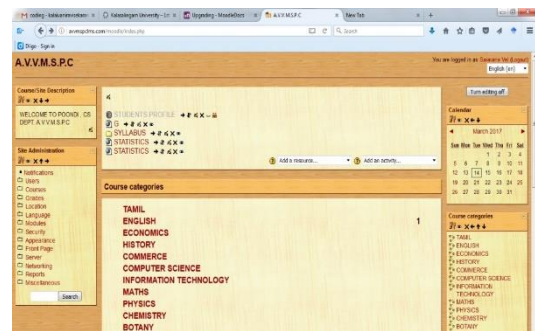 Kalasalingam University
Upgrading - MoodleDocs
A.V.V.M.S.P.C
New Tab
avvmspcms.com/moodle/index.php
Search
Diigo - Sign in
A.V.V.M.S.P.C
You are logged in as
(Logout)
English (en)
Course/Site Description
WELCOME TO POONDI , CS
DEPT A.V.V.M.S.P.C
Site Administration
Notifications
Users
Courses
Grades
Location
Language
Modules
Security
Appearance
Front Page
Server
Networking
Reports
Miscellaneous
Search
STUDENTS PROFILE
G
SYLLABUS
STATISTICS
STATISTICS
Add a resource...
Add an activity...
Course categories
TAMIL
ENGLISH 1
ECONOMICS
HISTORY
COMMERCE
COMPUTER SCIENCE
INFORMATION TECHNOLOGY
MATHS
PHYSICS
CHEMISTRY
BOTANY
Turn editing off
Calendar
March 2017
Sun Mon Tue Wed Thu Fri Sat
1 2 3 4
5 6 7 8 9 10 11
12 13 14 15 16 17 18
19 20 21 22 23 24 25
26 27 28 29 30 31
Course categories
TAMIL
ENGLISH
ECONOMICS
HISTORY
COMMERCE
COMPUTER SCIENCE
INFORMATION
TECHNOLOGY
MATHS
PHYSICS
CHEMISTRY
BOTANY